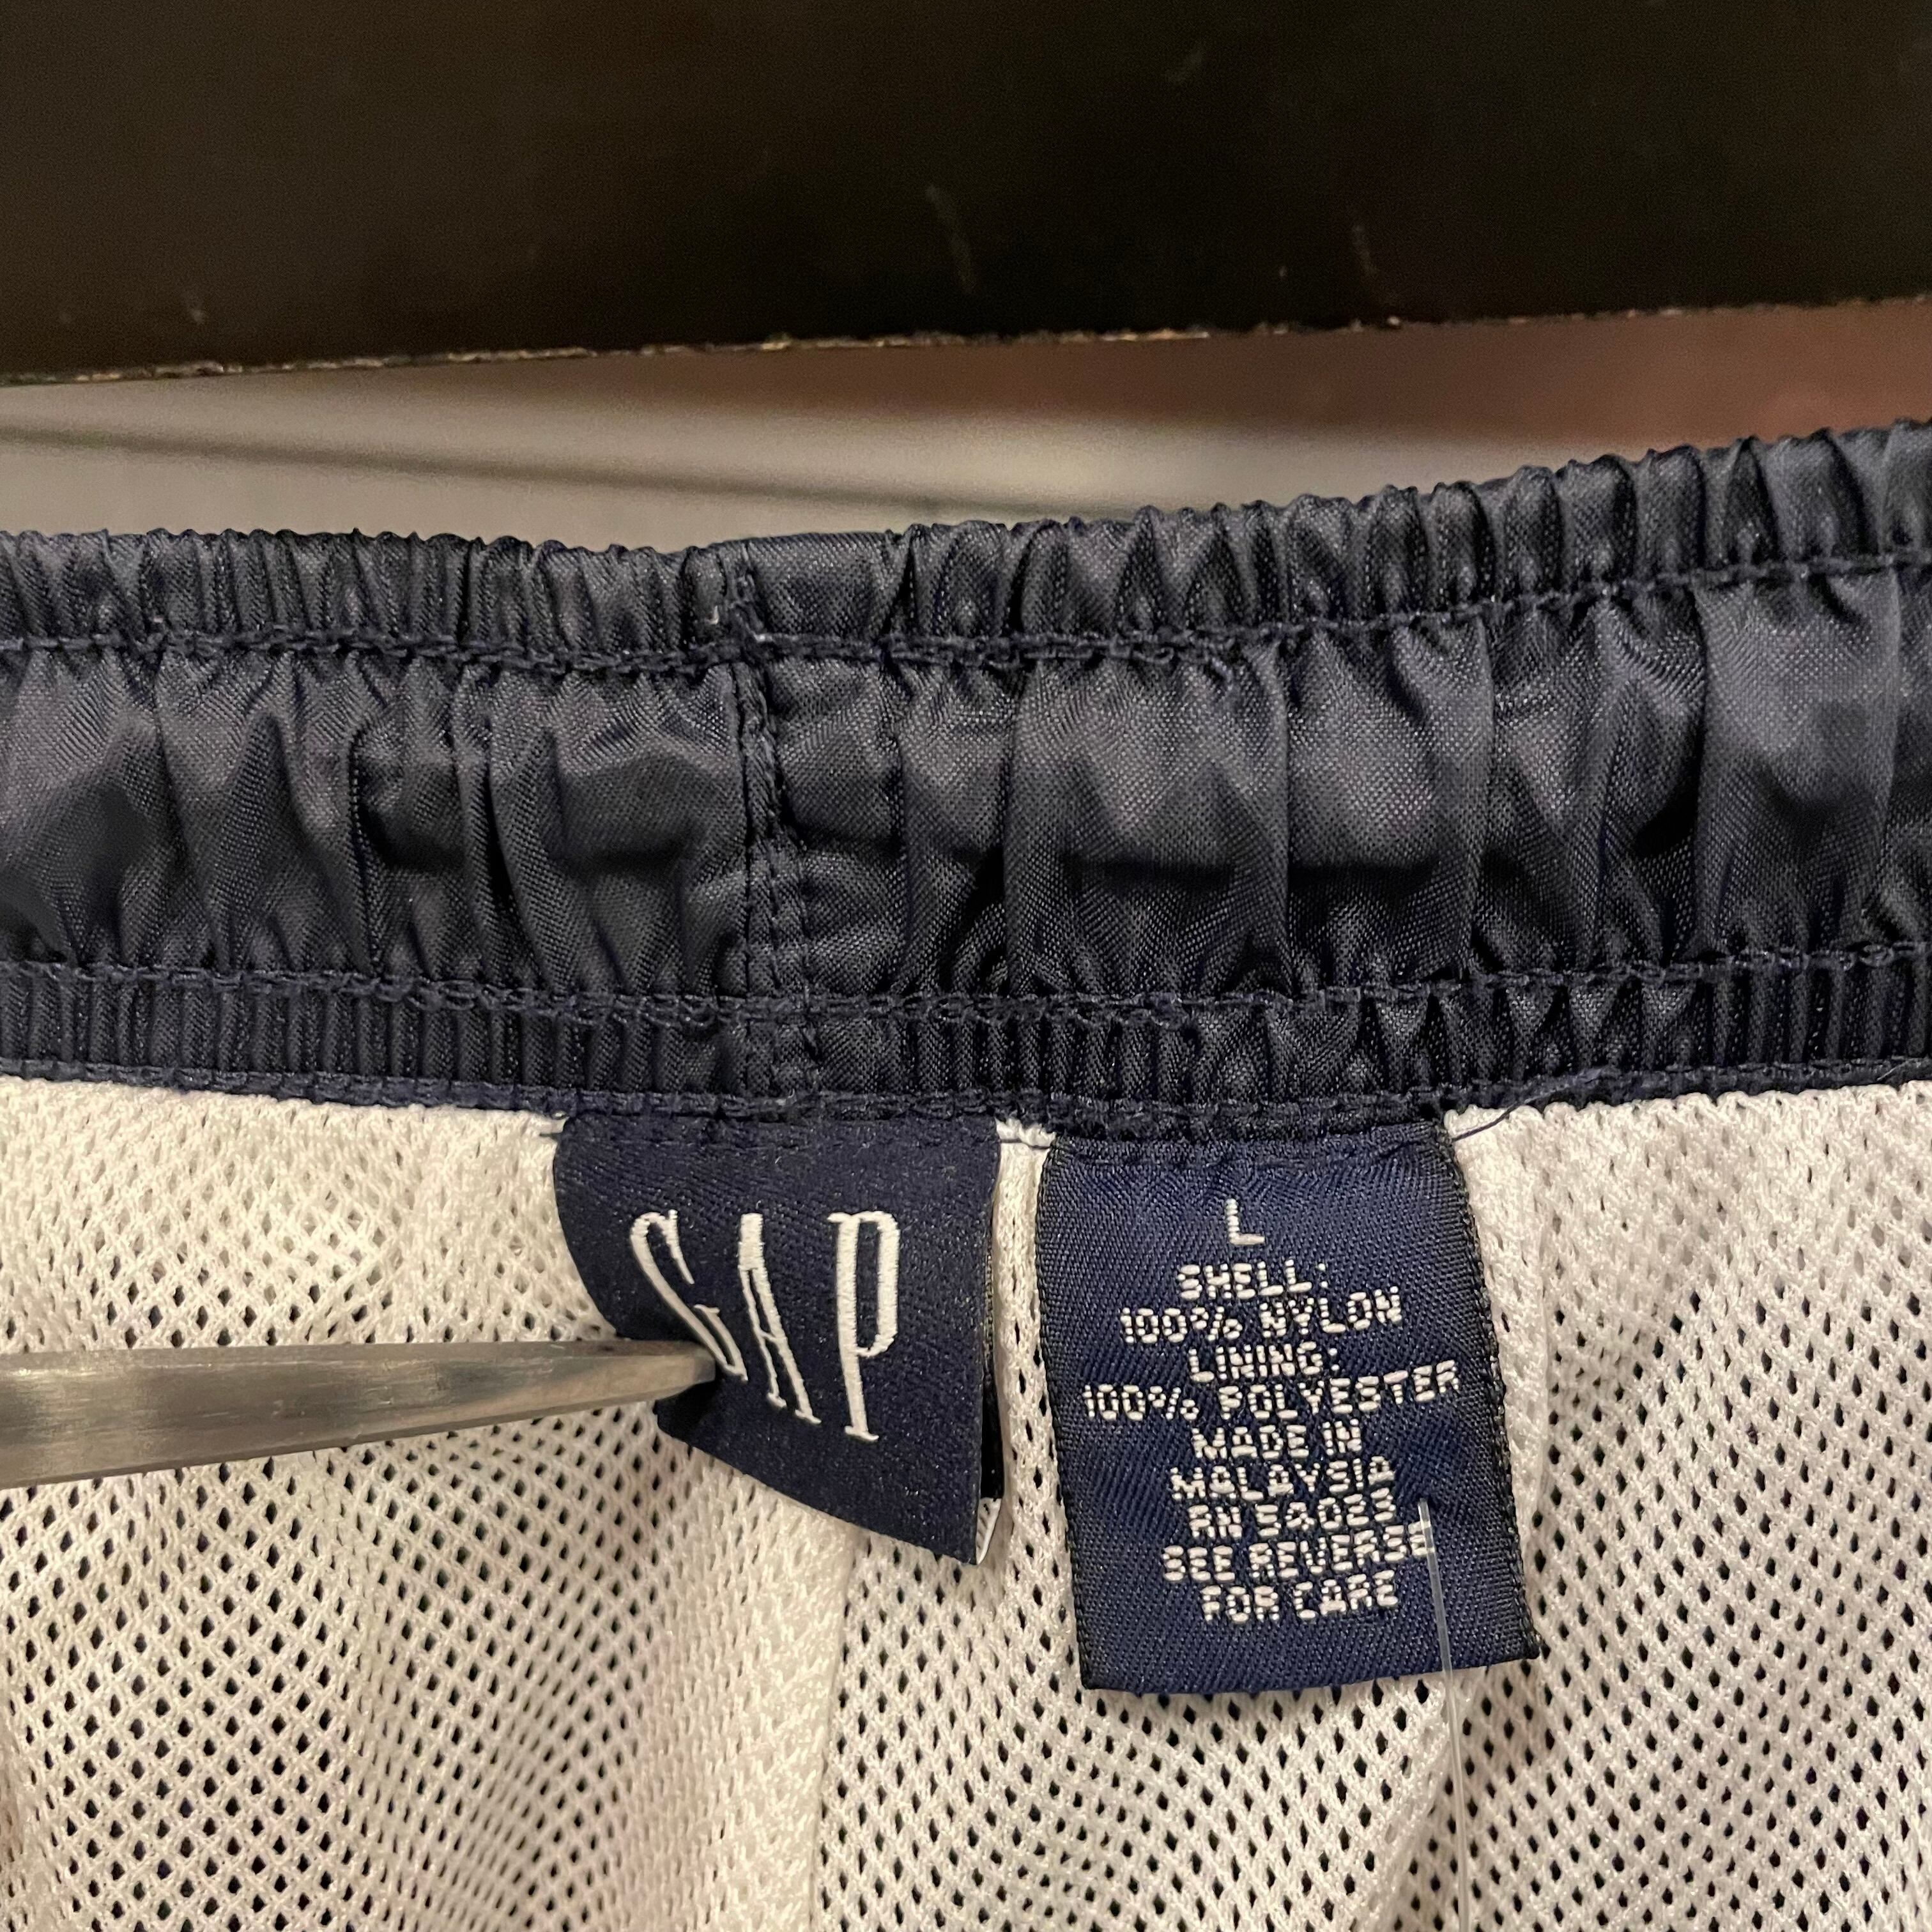 GAP
L
SHELL:
100% NYLON
LINING:
100% POLYESTER
MADE IN
MALAYSIA
RN 54023
SEE REVERSE
FOR CARE